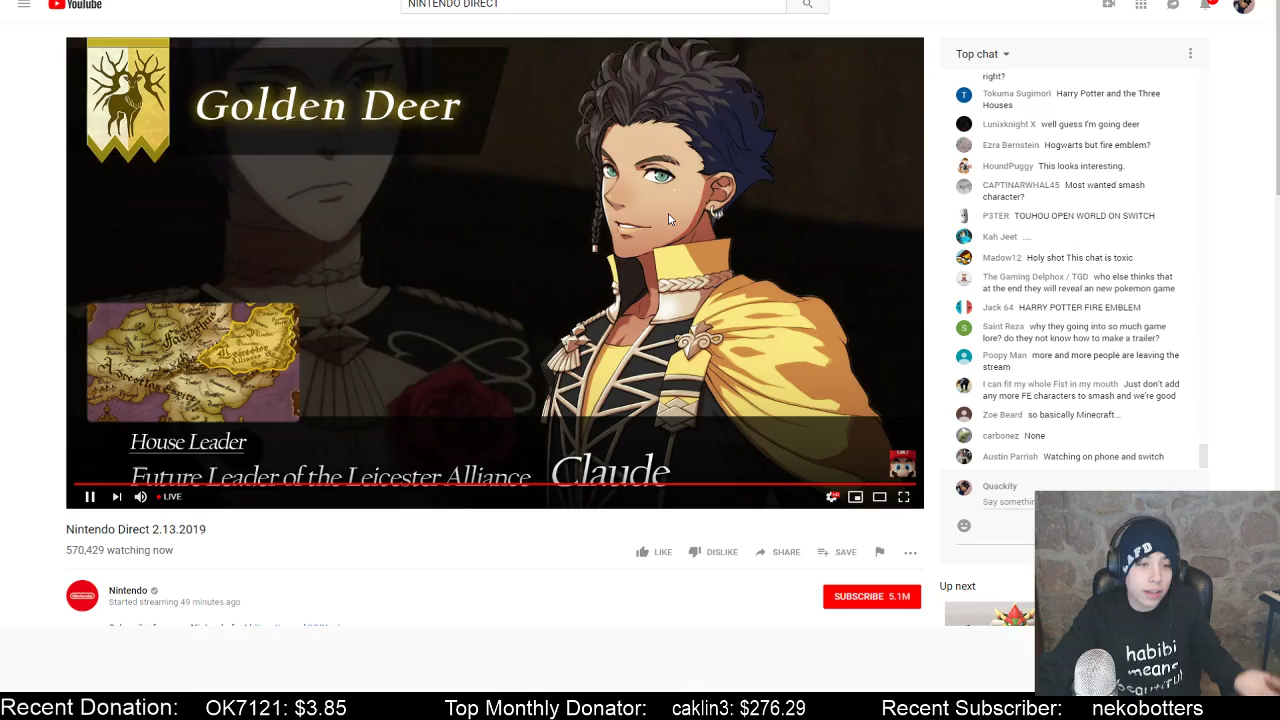 YouTube
NINTENDO DIRECT
Golden Deer
House Leader
Future Leader of the Leicester Alliance
Claude
LIVE
HD
Nintendo Direct 2.13.2019
570,429 watching now
LIKE
DISLIKE
SHARE
SAVE
Nintendo
Started streaming 49 minutes ago
SUBSCRIBE 5.1M
Top chat
right?
Tokuma Sugimori Harry Potter and the Three
Houses
Lunixknight X well guess I'm going deer
Ezra Bernstein Hogwarts but fire emblem?
HoundPuggy This looks interesting.
CAPTINARWHAL45 Most wanted smash
character?
P3TER TOUHOU OPEN WORLD ON SWITCH
Kah Jeet ....
Madow12 Holy shot This chat is toxic
The Gaming Delphox / TGD who else thinks that
at the end they will reveal an new pokemon game
Jack 64 HARRY POTTER FIRE EMBLEM
Saint Reza why they going into so much game
lore? do they not know how to make a trailer?
Poopy Man more and more people are leaving the
stream
I can fit my whole Fist in my mouth Just don't add
any more FE characters to smash and we're good
Zoe Beard so basically Minecraft...
carbonez None
Austin Parrish Watching on phone and switch
Quackity
Say somethin
Up next
LAFD
habibi
means
beautiful
Recent Donation: OK7121: $3.85
Top Monthly Donator: caklin3: $276.29
Recent Subscriber: nekobotters